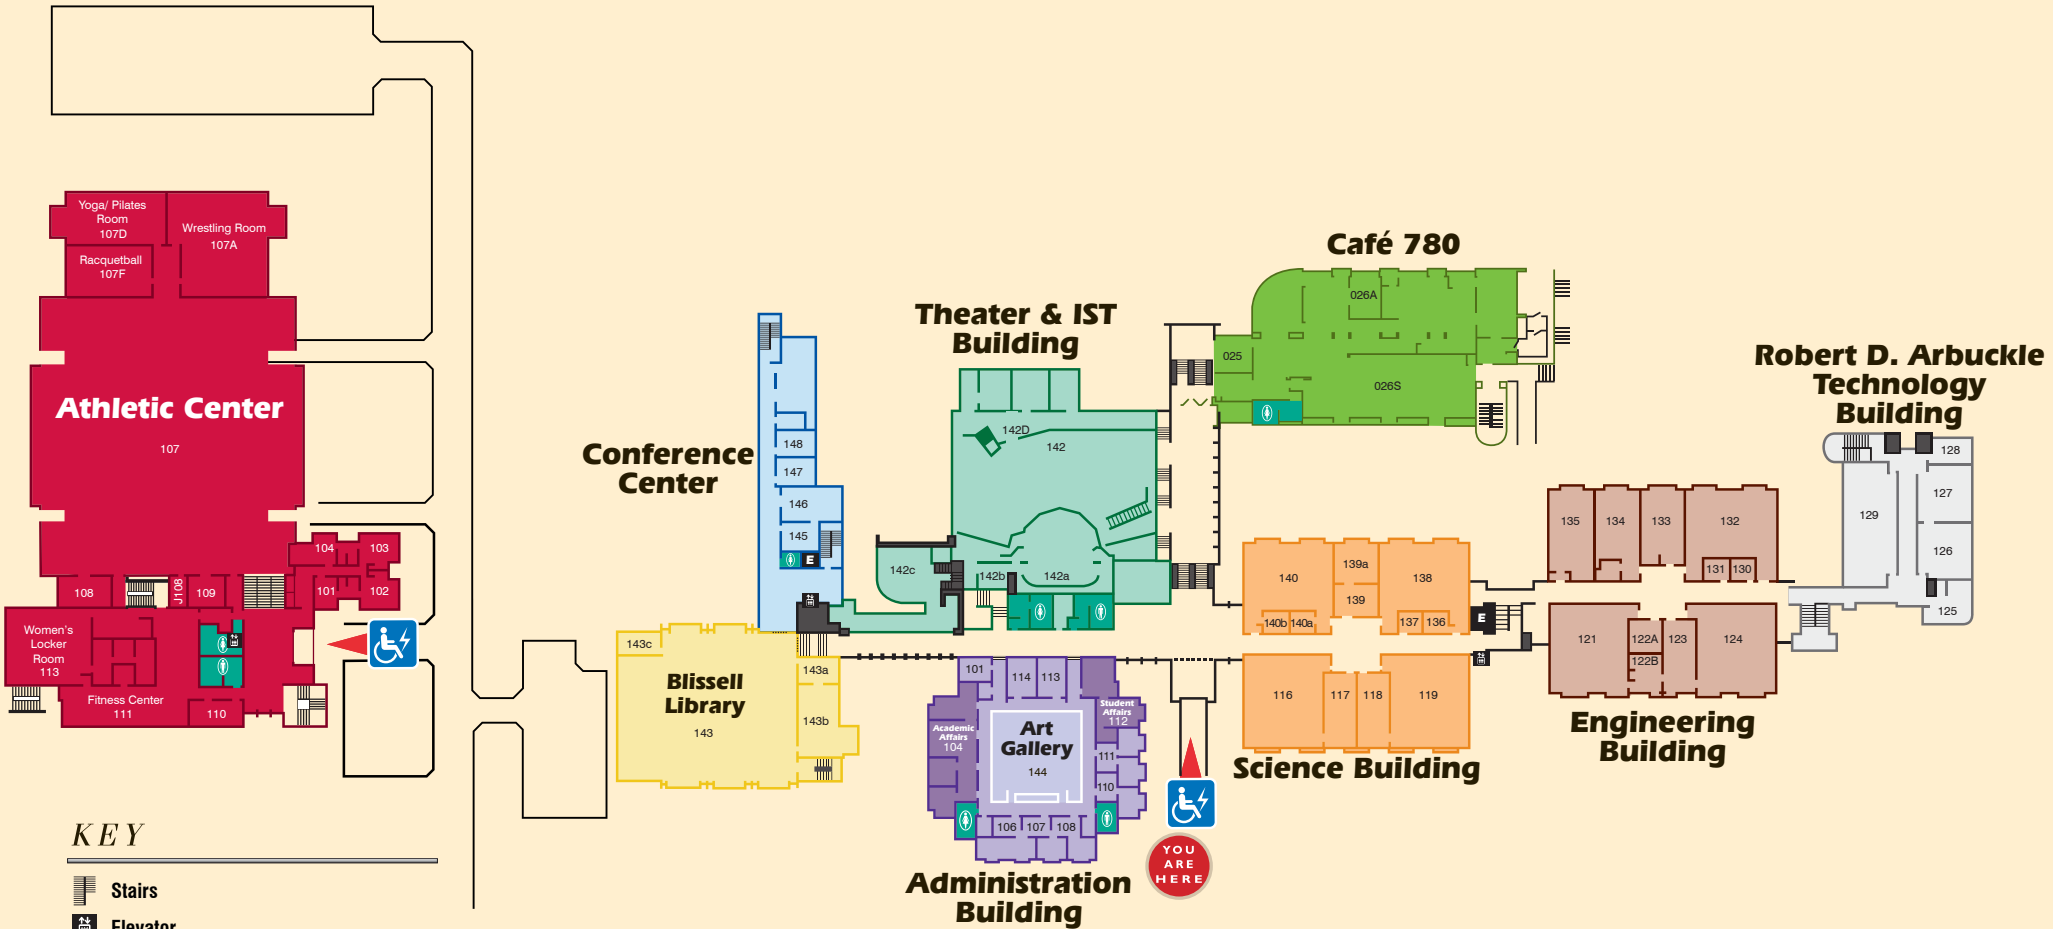 Yoga/ Pilates
Room
107D
Wrestling Room
107A
Racquetball
107F
Athletic Center
107
104
103
101
102
108
J108
109
Women's
Locker
Room
113
Fitness Center
111
110
KEY
Stairs
Elevator
Conference
Center
148
147
146
145
E
Theater & IST
Building
142D
142
142c
142b
142a
Café 780
026A
025
026S
Robert D. Arbuckle
Technology
Building
128
127
129
126
125
143c
143a
Blissell
Library
143
143b
101
114
113
Student
Affairs
112
Academic
Affairs
104
Art
Gallery
144
111
110
106
107
108
Administration
Building
YOU
ARE
HERE
140
139a
138
139
140b
140a
137
136
E
116
117
118
119
Science Building
135
134
133
132
131
130
121
122A
122B
123
124
Engineering
Building